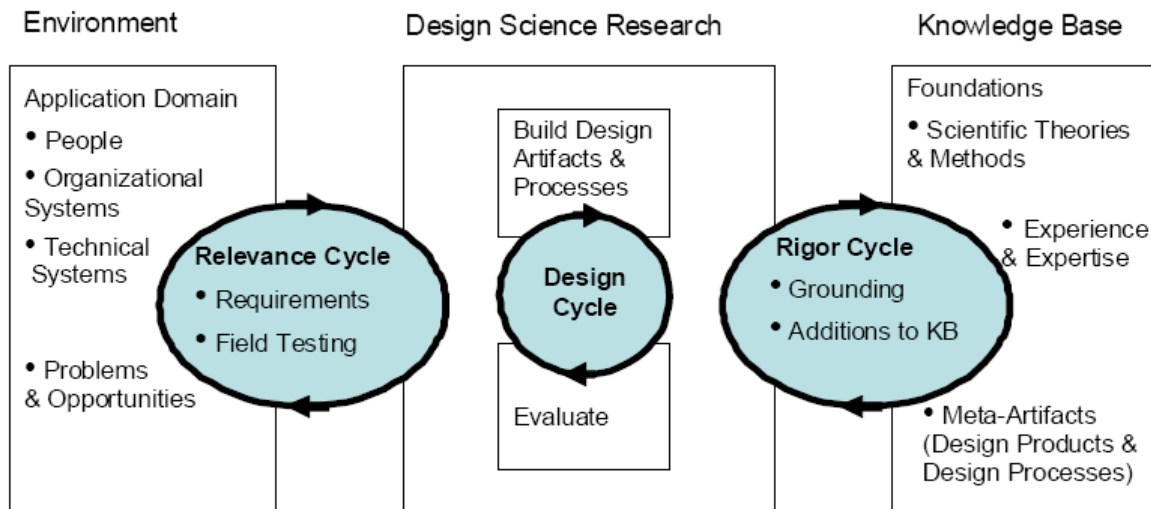 Environment
Design Science Research
Knowledge Base
Application Domain
• People
• Organizational
Systems
• Technical
Systems
• Problems
& Opportunities
Relevance Cycle
• Requirements
• Field Testing
Build Design
Artifacts &
Processes
Design
Cycle
Evaluate
Rigor Cycle
• Grounding
• Additions to KB
Foundations
• Scientific Theories
& Methods
• Experience
& Expertise
• Meta-Artifacts
(Design Products &
Design Processes)